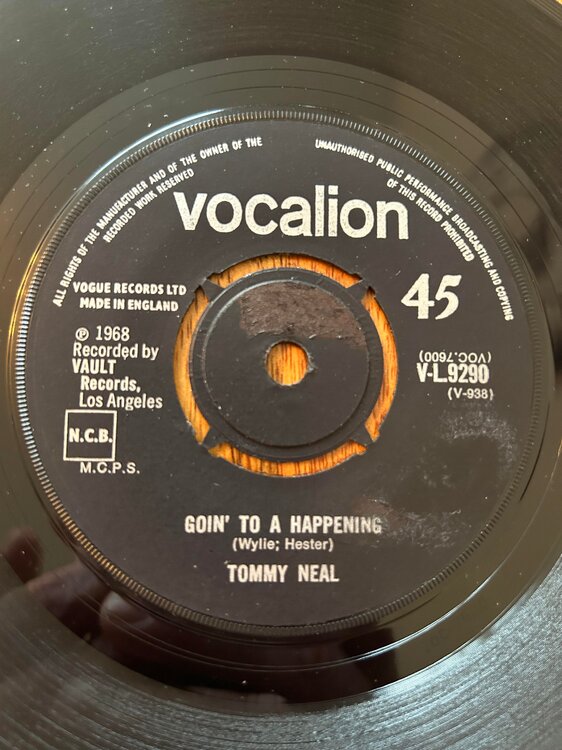 ALL RIGHTS OF THE MANUFACTURER AND OF THE OWNER OF THE
RECORDED WORK RESERVED
UNAUTHORISED PUBLIC PERFORMANCE BROADCASTING AND COPYING
OF THIS RECORD PROHIBITED
vocalion
VOGUE RECORDS LTD
MADE IN ENGLAND
45
℗ 1968
Recorded by
VAULT
Records,
Los Angeles
(VOC.7600)
V-L.9290
(V-938)
N.C.B.
M.C.P.S.
GOIN' TO A HAPPENING
(Wylie; Hester)
TOMMY NEAL